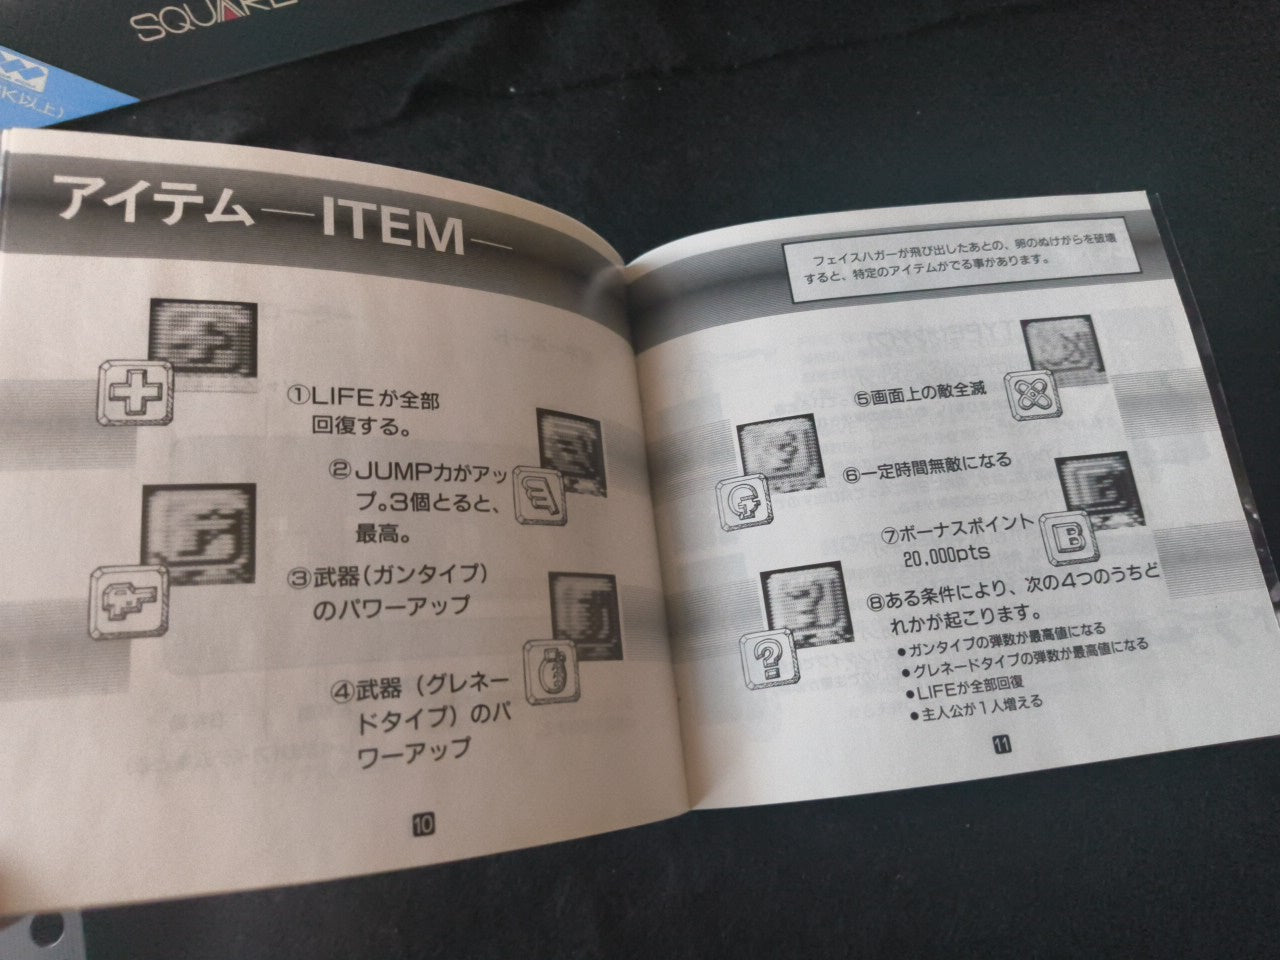 SQUARE
K以上)
アイテム—ITEM—
①LIFEが全部
回復する。
②JUMP力がアッ
プ。3個とると、
最高。
③武器(ガンタイプ)
のパワーアップ
④武器(グレネー
ドタイプ)のパ
ワーアップ
10
フェイスハガーが飛び出したあとの、卵のぬけがらを破壊
すると、特定のアイテムがでる事があります。
⑤画面上の敵全滅
⑥一定時間無敵になる
⑦ボーナスポイント
20,000pts
B
⑧ある条件により、次の4つのうちど
れかが起こります。
?
●ガンタイプの弾数が最高値になる
●グレネードタイプの弾数が最高値になる
●LIFEが全部回復
●主人公が1人増える
11